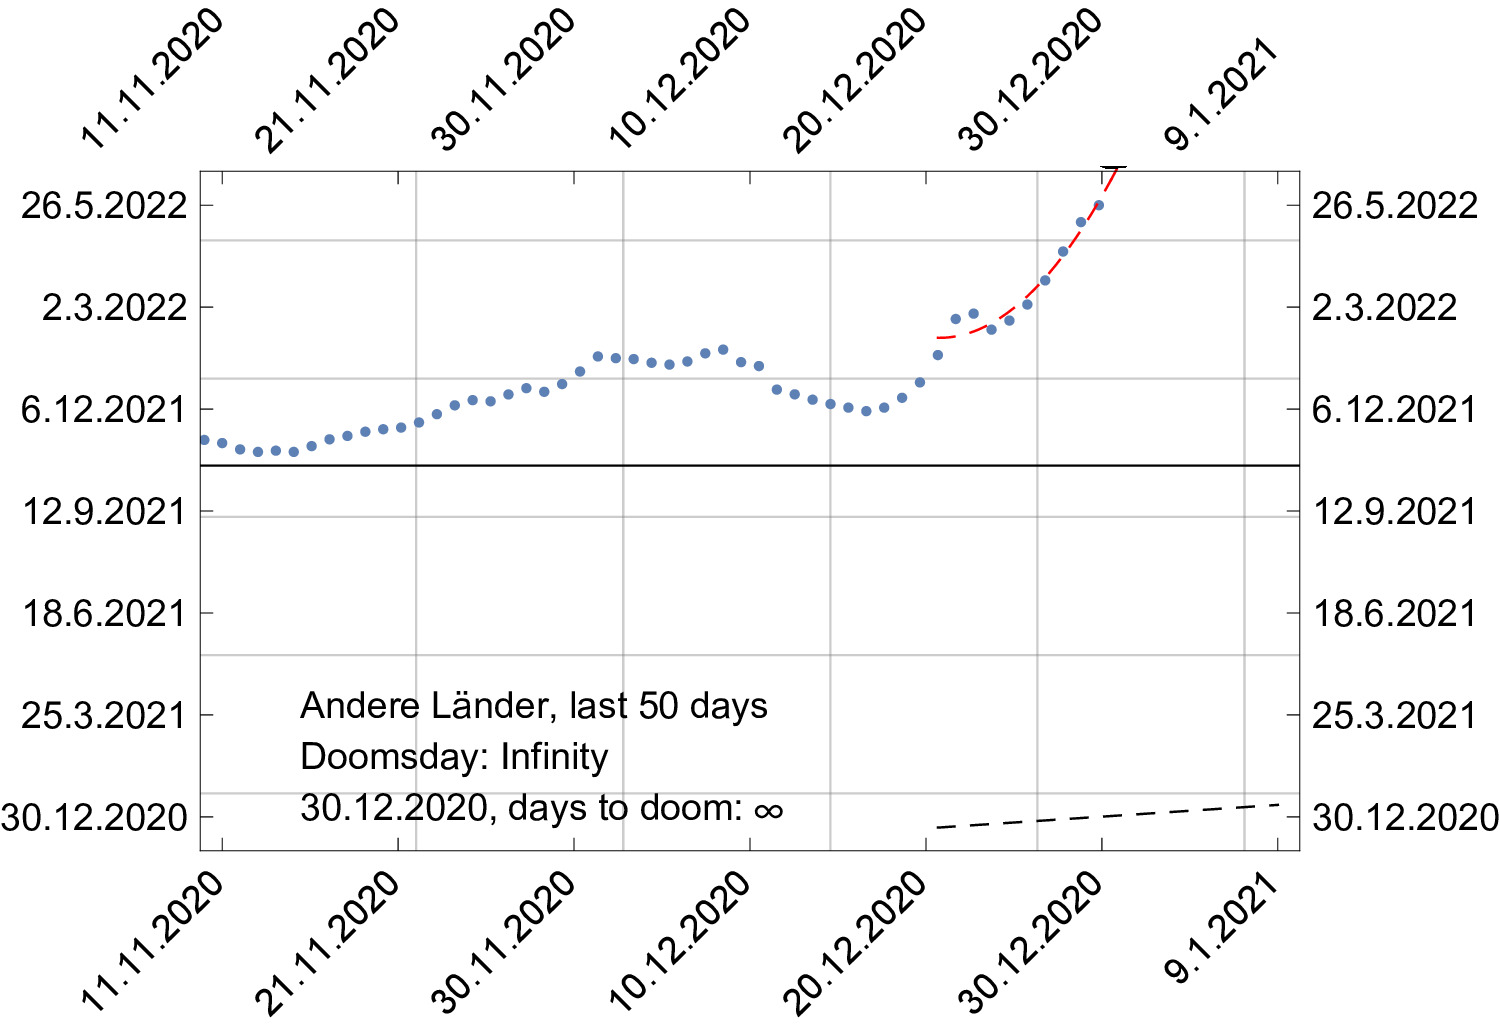 11.11.2020 21.11.2020 30.11.2020 10.12.2020 20.12.2020 30.12.2020 9.1.2021
26.5.2022 26.5.2022
2.3.2022 2.3.2022
6.12.2021 6.12.2021
12.9.2021 12.9.2021
18.6.2021 18.6.2021
Andere Länder, last 50 days
25.3.2021 25.3.2021
Doomsday: Infinity
30.12.2020, days to doom: ∞
30.12.2020 30.12.2020
11.11.2020 21.11.2020 30.11.2020 10.12.2020 20.12.2020 30.12.2020 9.1.2021